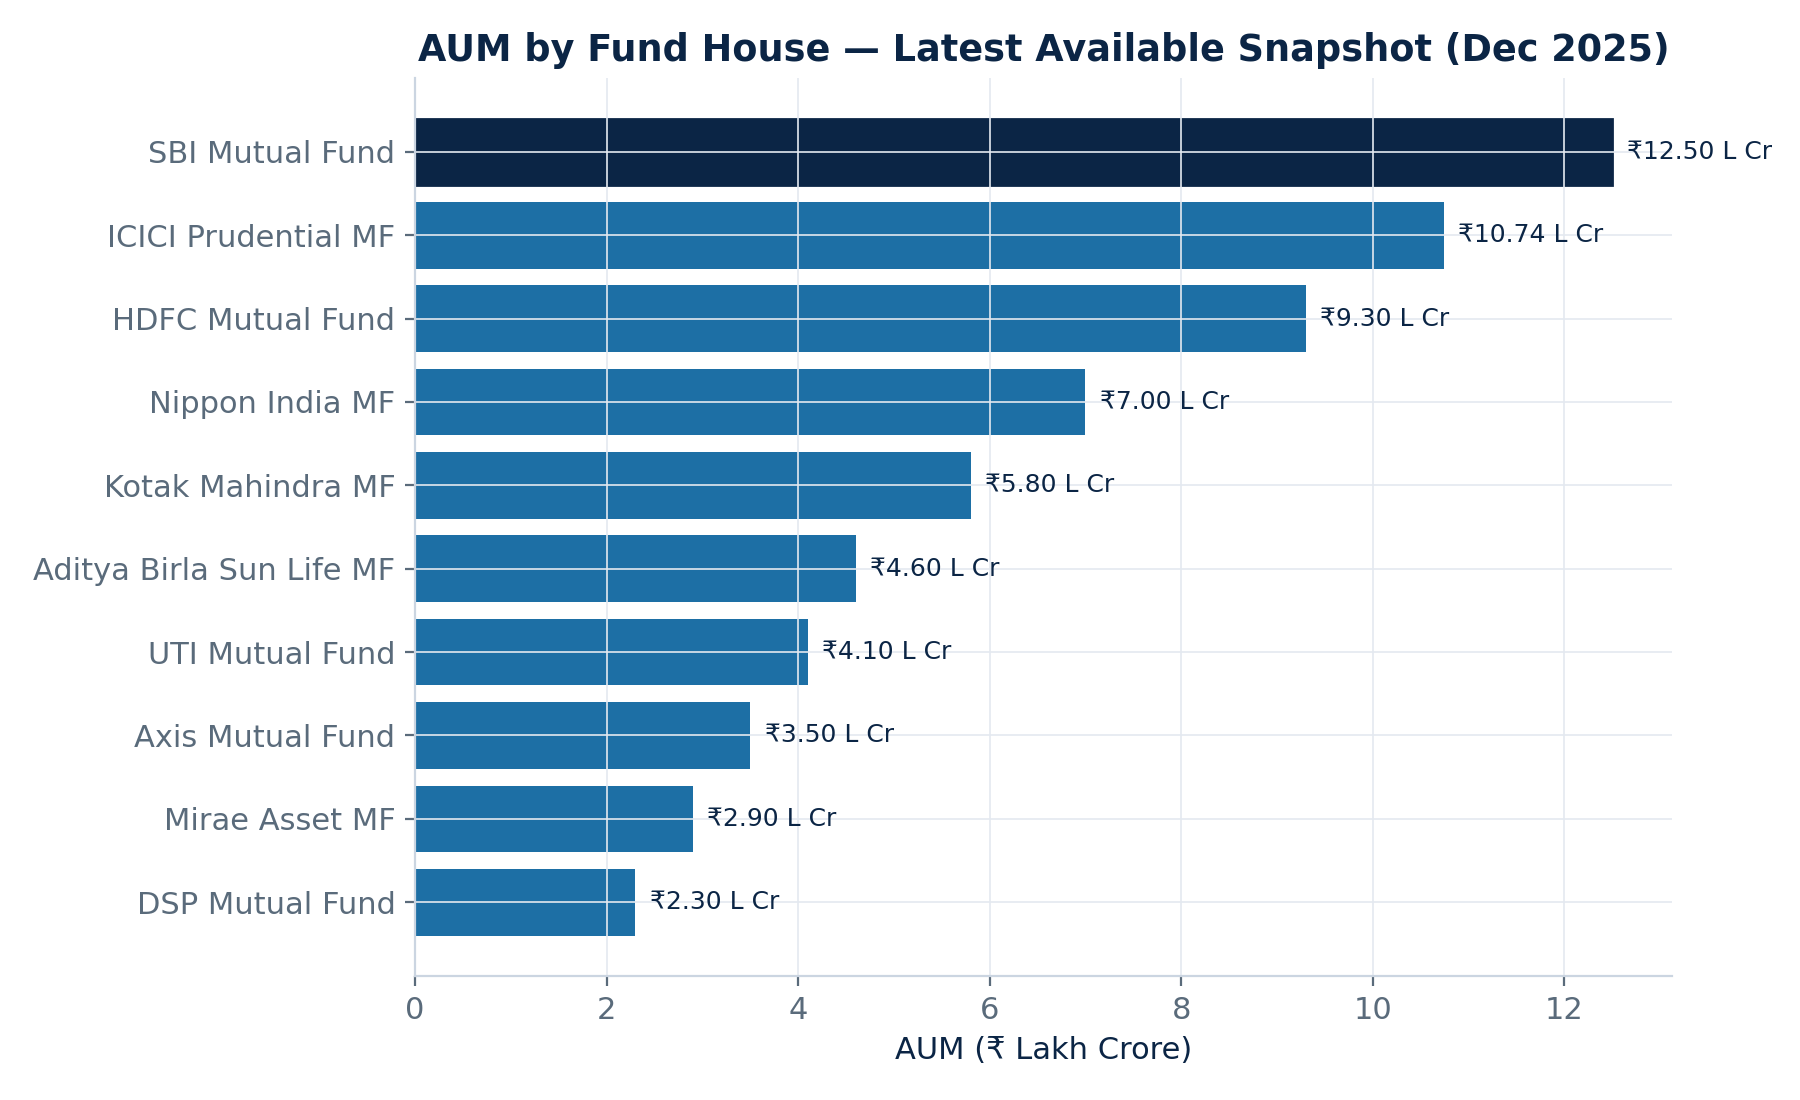 AUM by Fund House — Latest Available Snapshot (Dec 2025)
SBI Mutual Fund ₹12.50 L Cr
ICICI Prudential MF ₹10.74 L Cr
HDFC Mutual Fund ₹9.30 L Cr
Nippon India MF ₹7.00 L Cr
Kotak Mahindra MF ₹5.80 L Cr
Aditya Birla Sun Life MF ₹4.60 L Cr
UTI Mutual Fund ₹4.10 L Cr
Axis Mutual Fund ₹3.50 L Cr
Mirae Asset MF ₹2.90 L Cr
DSP Mutual Fund ₹2.30 L Cr
0 2 4 6 8 10 12
AUM (₹ Lakh Crore)